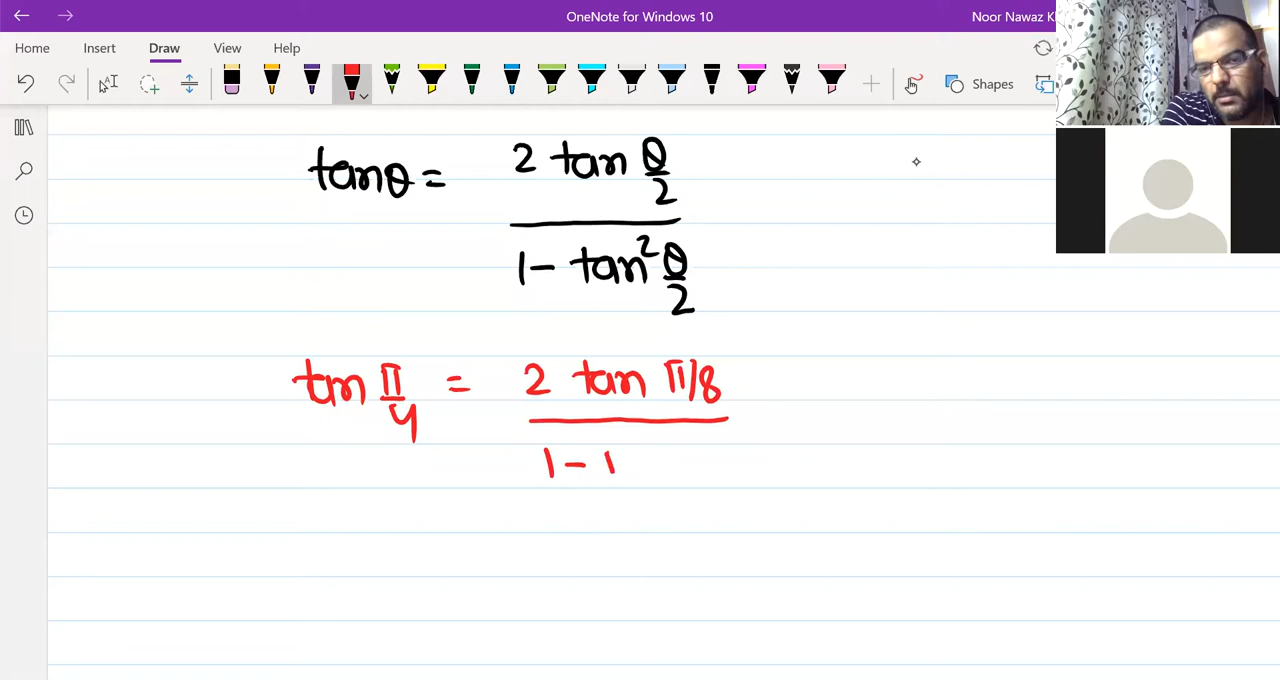 OneNote for Windows 10
Noor Nawaz K
Home Insert Draw View Help
Shapes
tanθ = 2 tan θ/2
1 - tan² θ/2
tan π/4 = 2 tan π/8
1 - 1